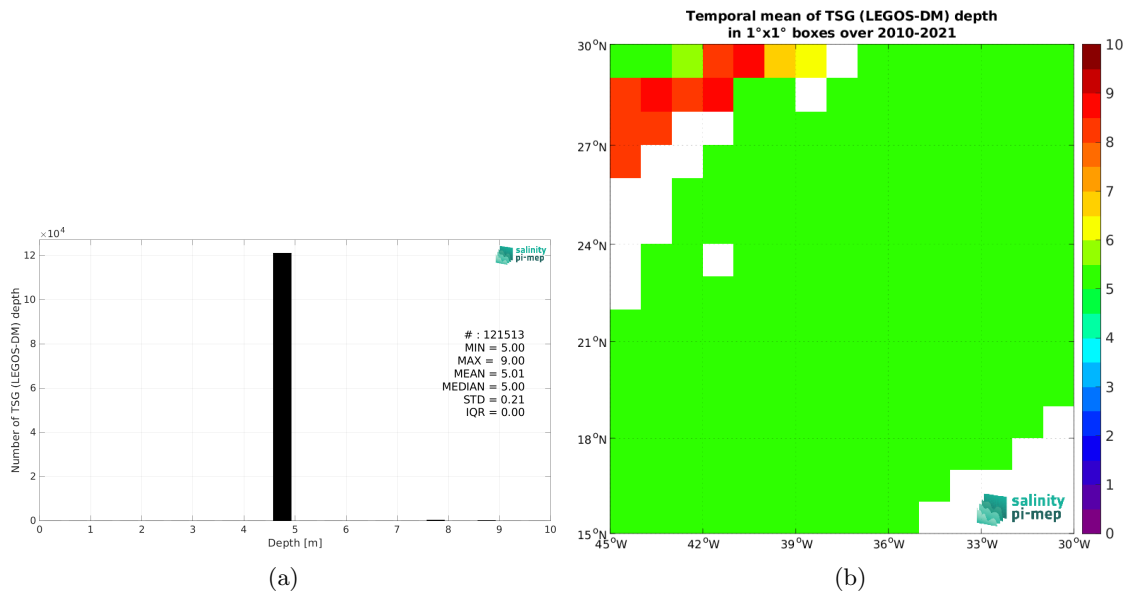 ×10⁴
12
10
8
6
4
2
0
Number of TSG (LEGOS-DM) depth
salinity
pi-mep
# : 121513
MIN = 5.00
MAX = 9.00
MEAN = 5.01
MEDIAN = 5.00
STD = 0.21
IQR = 0.00
0 1 2 3 4 5 6 7 8 9 10
Depth [m]
(a)
Temporal mean of TSG (LEGOS-DM) depth
in 1°x1° boxes over 2010-2021
30°N
27°N
24°N
21°N
18°N
15°N
45°W 42°W 39°W 36°W 33°W 30°W
salinity
pi-mep
10
9
8
7
6
5
4
3
2
1
0
(b)